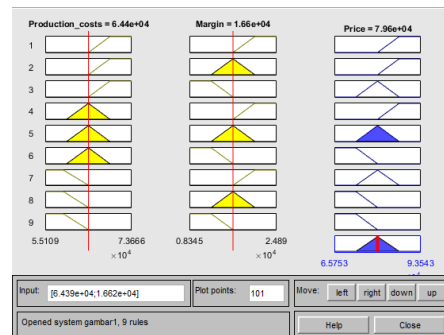 Production_costs = 6.44e+04 Margin = 1.66e+04 Price = 7.96e+04
1
2
3
4
5
6
7
8
9
5.5109 7.3666 0.8345 2.489
×10⁴ ×10⁴
6.5753 9.3543
Input: [6.439e+04;1.662e+04] Plot points: 101 Move: left right down up
Opened system gambar1, 9 rules Help Close